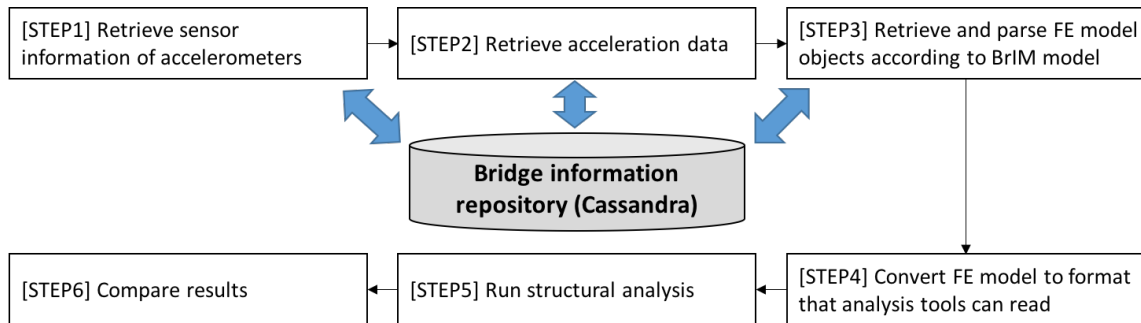 [STEP1] Retrieve sensor
information of accelerometers
[STEP2] Retrieve acceleration data
[STEP3] Retrieve and parse FE model
objects according to BrIM model
Bridge information
repository (Cassandra)
[STEP4] Convert FE model to format
that analysis tools can read
[STEP5] Run structural analysis
[STEP6] Compare results